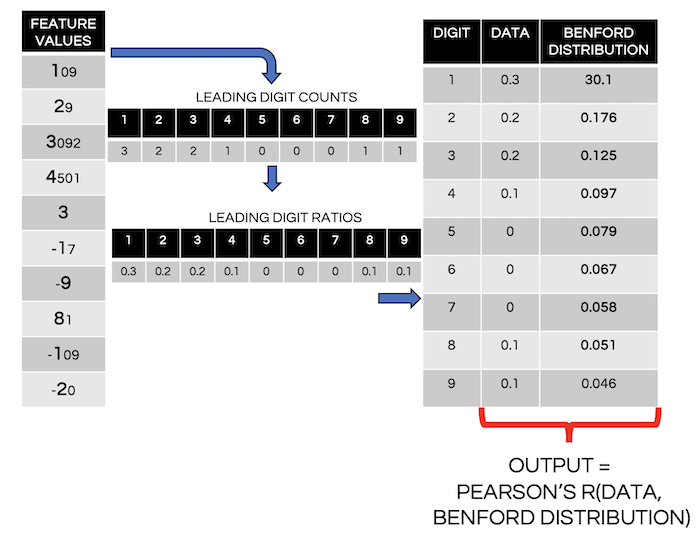 FEATURE
VALUES
109
29
3092
4501
3
-17
-9
81
-109
-20
LEADING DIGIT COUNTS
1 2 3 4 5 6 7 8 9
3 2 2 1 0 0 0 1 1
LEADING DIGIT RATIOS
1 2 3 4 5 6 7 8 9
0.3 0.2 0.2 0.1 0 0 0 0.1 0.1
DIGIT DATA BENFORD
DISTRIBUTION
1 0.3 30.1
2 0.2 0.176
3 0.2 0.125
4 0.1 0.097
5 0 0.079
6 0 0.067
7 0 0.058
8 0.1 0.051
9 0.1 0.046
OUTPUT =
PEARSON'S R(DATA,
BENFORD DISTRIBUTION)